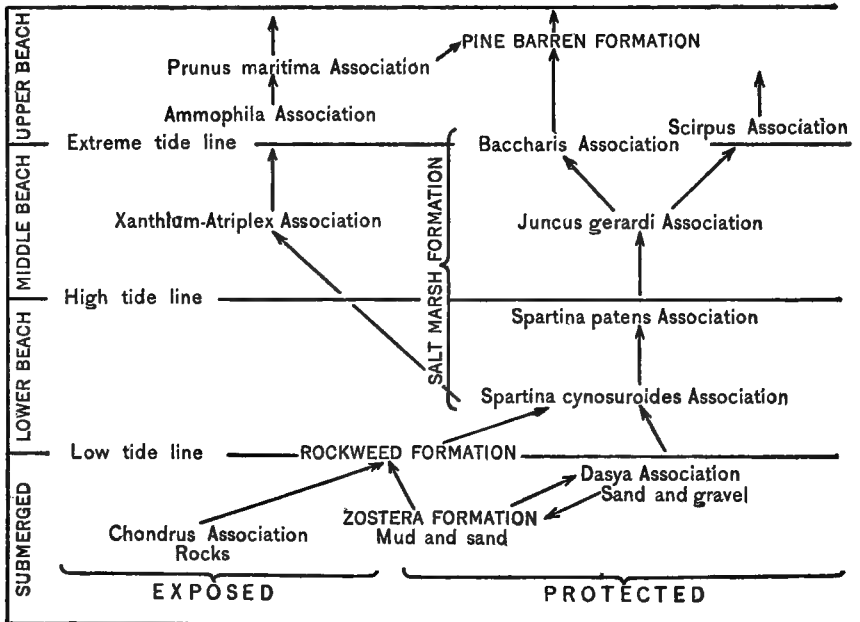 UPPER BEACH
PINE BARREN FORMATION
Prunus maritima Association
Ammophila Association
Scirpus Association
Extreme tide line
Baccharis Association
MIDDLE BEACH
SALT MARSH FORMATION
Xanthium-Atriplex Association
Juncus gerardi Association
High tide line
LOWER BEACH
Spartina patens Association
Spartina cynosuroides Association
Low tide line
ROCKWEED FORMATION
SUBMERGED
Dasya Association
Sand and gravel
ZOSTERA FORMATION
Mud and sand
Chondrus Association
Rocks
EXPOSED
PROTECTED